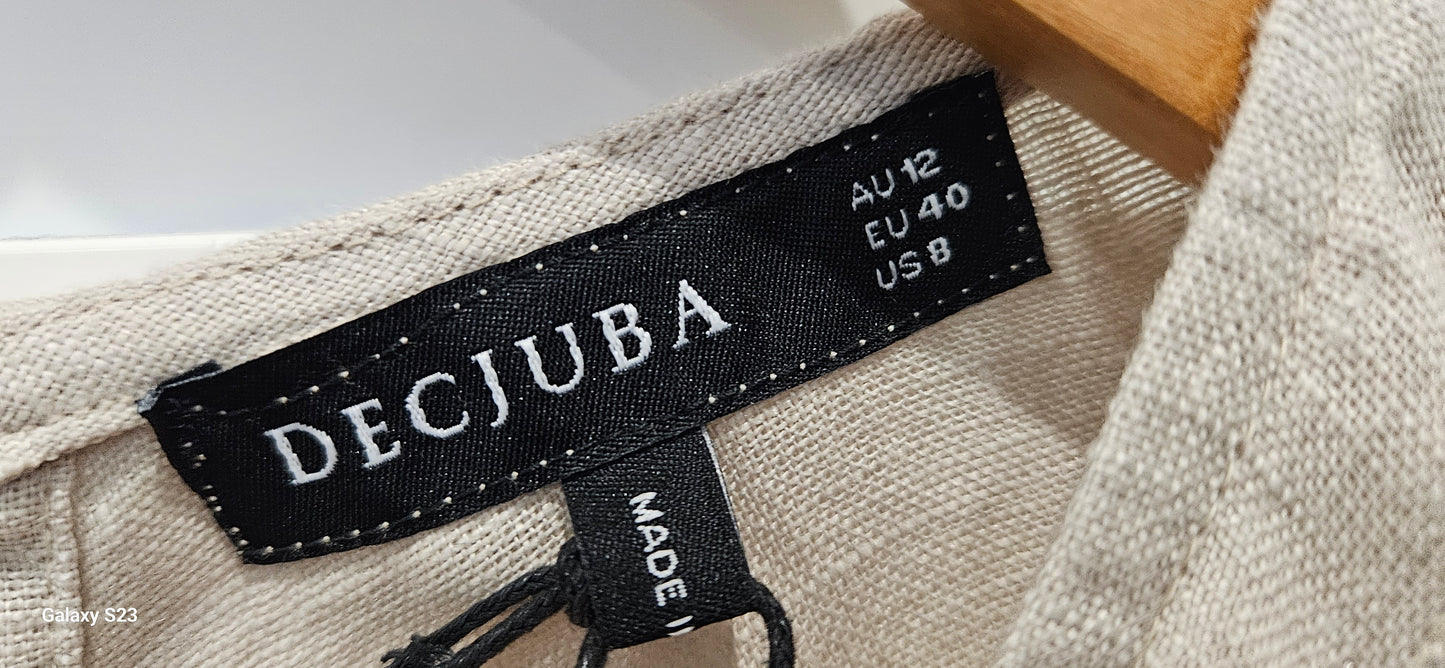 AU 12
EU 40
US 8
DECJUBA
MADE
Galaxy S23